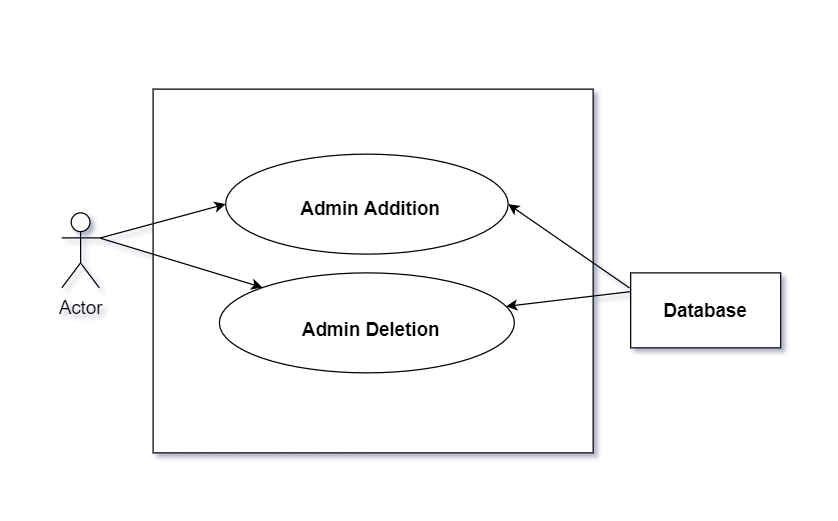 Admin Addition
Actor
Admin Deletion
Database